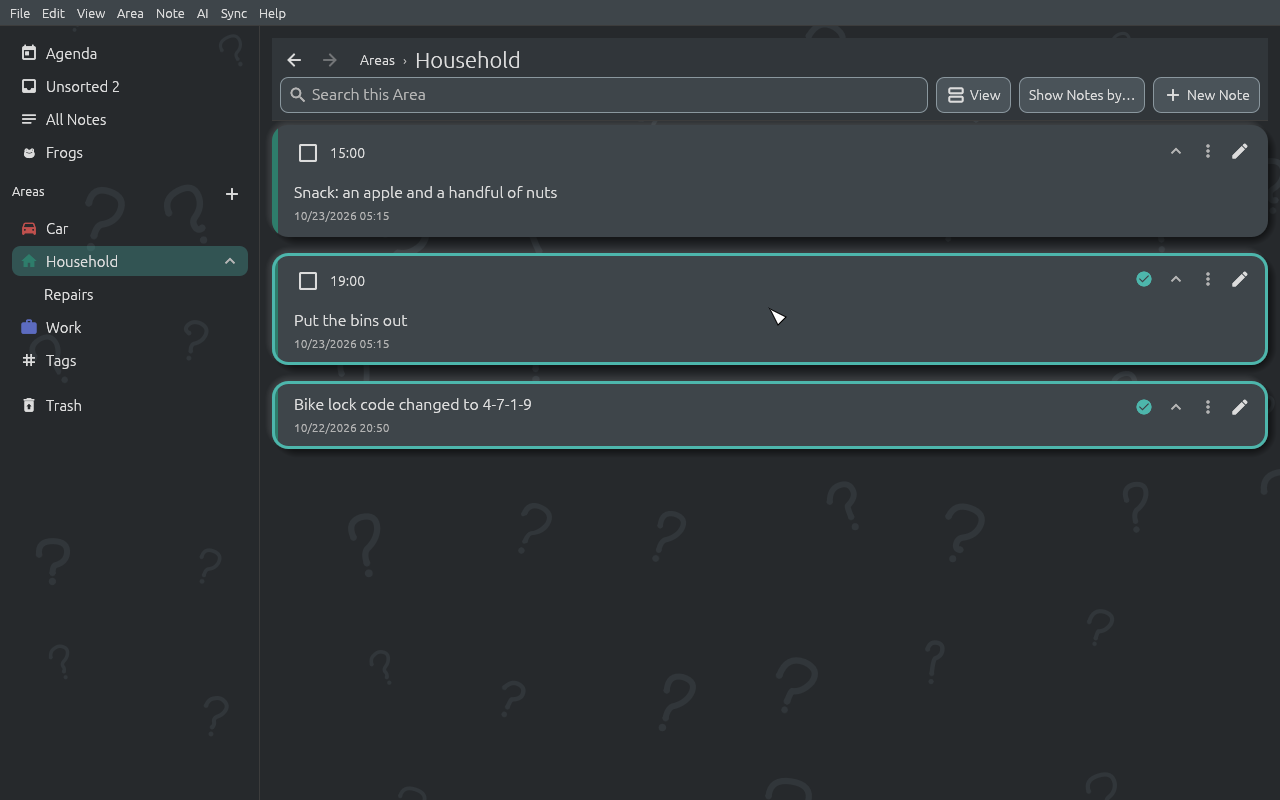 File Edit View Area Note AI Sync Help
Agenda
Unsorted 2
All Notes
Frogs
Areas
Car
Household
Repairs
Work
Tags
Trash
Areas › Household
Search this Area
View
Show Notes by...
New Note
15:00
Snack: an apple and a handful of nuts
10/23/2026 05:15
19:00
Put the bins out
10/23/2026 05:15
Bike lock code changed to 4-7-1-9
10/22/2026 20:50